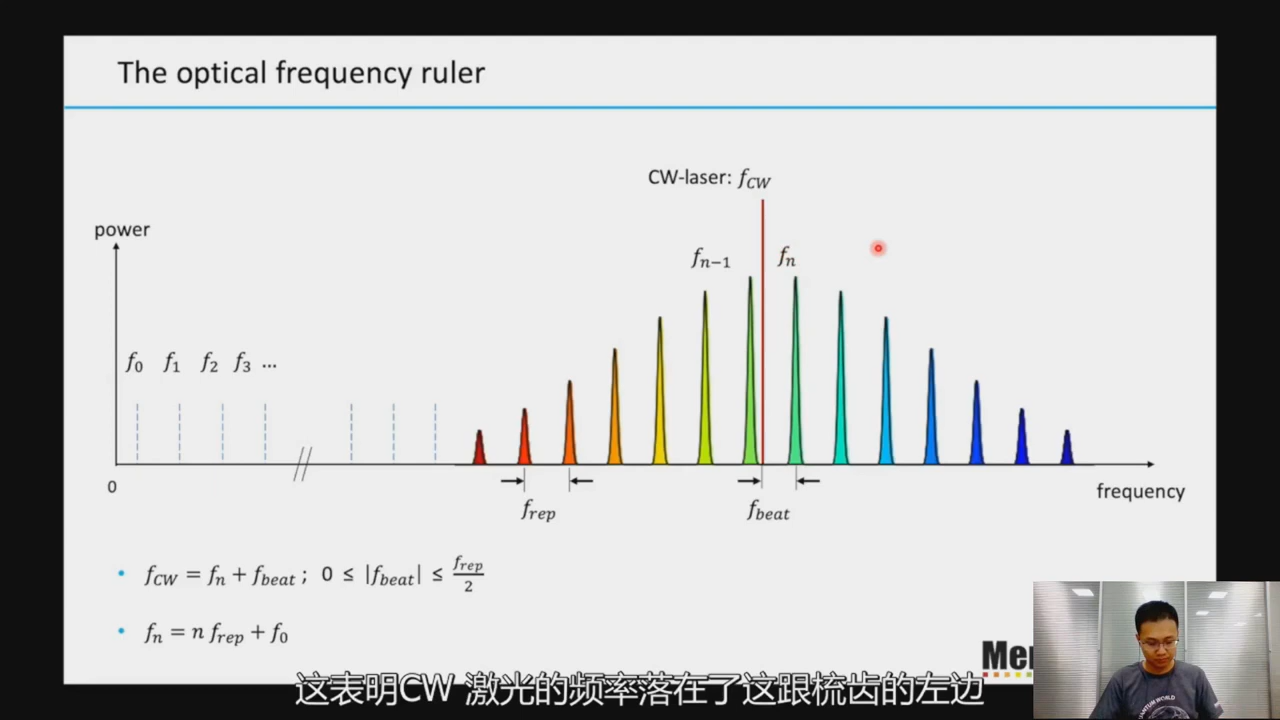 The optical frequency ruler
CW-laser: f_CW
power
f_{n-1} f_n
f_0 f_1 f_2 f_3 ...
0
frequency
f_rep f_beat
• f_CW = f_n + f_beat ; 0 ≤ |f_beat| ≤ f_rep/2
• f_n = n f_rep + f_0
这表明CW 激光的频率落在了这跟梳齿的左边